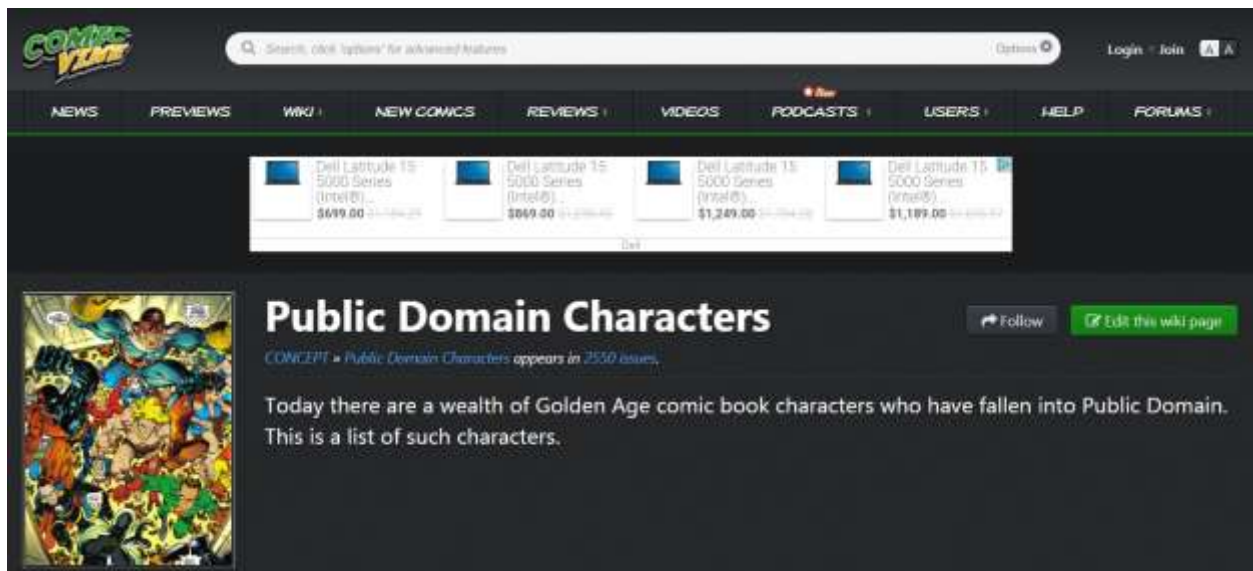 COMIC
VINE
Search, click 'options' for advanced features
Options
Login
Join
A A
NEWS
PREVIEWS
WIKI
NEW COMICS
REVIEWS
VIDEOS
New
PODCASTS
USERS
HELP
FORUMS
Dell Latitude 15
5000 Series
(Intel®)...
$699.00
Dell Latitude 15
5000 Series
(Intel®)...
$869.00
Dell Latitude 15
5000 Series
(Intel®)...
$1,249.00
Dell Latitude 15
5000 Series
(Intel®)...
$1,189.00
Dell
Public Domain Characters
Follow
Edit this wiki page
CONCEPT » Public Domain Characters appears in 2550 issues.
Today there are a wealth of Golden Age comic book characters who have fallen into Public Domain.
This is a list of such characters.